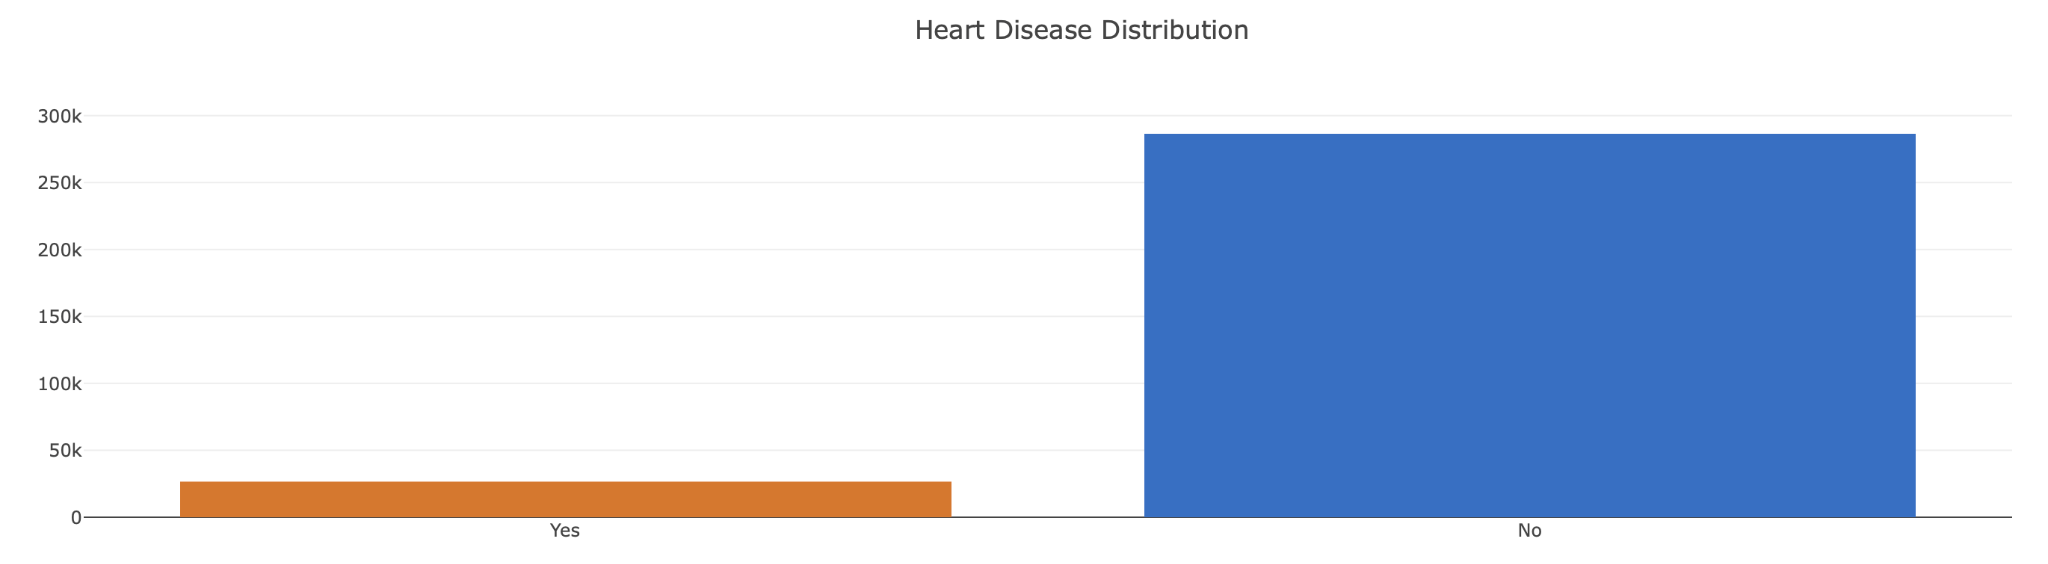 Heart Disease Distribution
300k
250k
200k
150k
100k
50k
0
Yes No